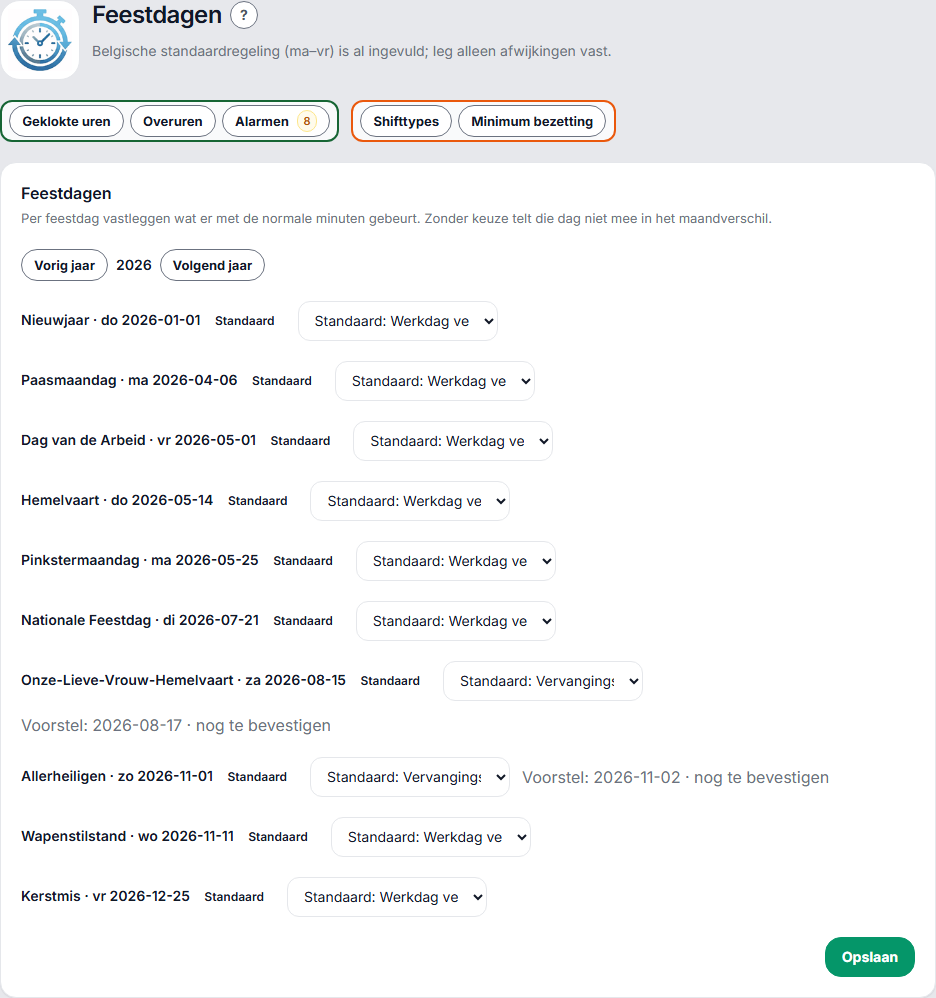 Feestdagen ?
Belgische standaardregeling (ma–vr) is al ingevuld; leg alleen afwijkingen vast.
Geklokte uren Overuren Alarmen 8 Shifttypes Minimum bezetting
Feestdagen
Per feestdag vastleggen wat er met de normale minuten gebeurt. Zonder keuze telt die dag niet mee in het maandverschil.
Vorig jaar 2026 Volgend jaar
Nieuwjaar · do 2026-01-01 Standaard Standaard: Werkdag ve
Paasmaandag · ma 2026-04-06 Standaard Standaard: Werkdag ve
Dag van de Arbeid · vr 2026-05-01 Standaard Standaard: Werkdag ve
Hemelvaart · do 2026-05-14 Standaard Standaard: Werkdag ve
Pinkstermaandag · ma 2026-05-25 Standaard Standaard: Werkdag ve
Nationale Feestdag · di 2026-07-21 Standaard Standaard: Werkdag ve
Onze-Lieve-Vrouw-Hemelvaart · za 2026-08-15 Standaard Standaard: Vervangings
Voorstel: 2026-08-17 · nog te bevestigen
Allerheiligen · zo 2026-11-01 Standaard Standaard: Vervangings Voorstel: 2026-11-02 · nog te bevestigen
Wapenstilstand · wo 2026-11-11 Standaard Standaard: Werkdag ve
Kerstmis · vr 2026-12-25 Standaard Standaard: Werkdag ve
Opslaan